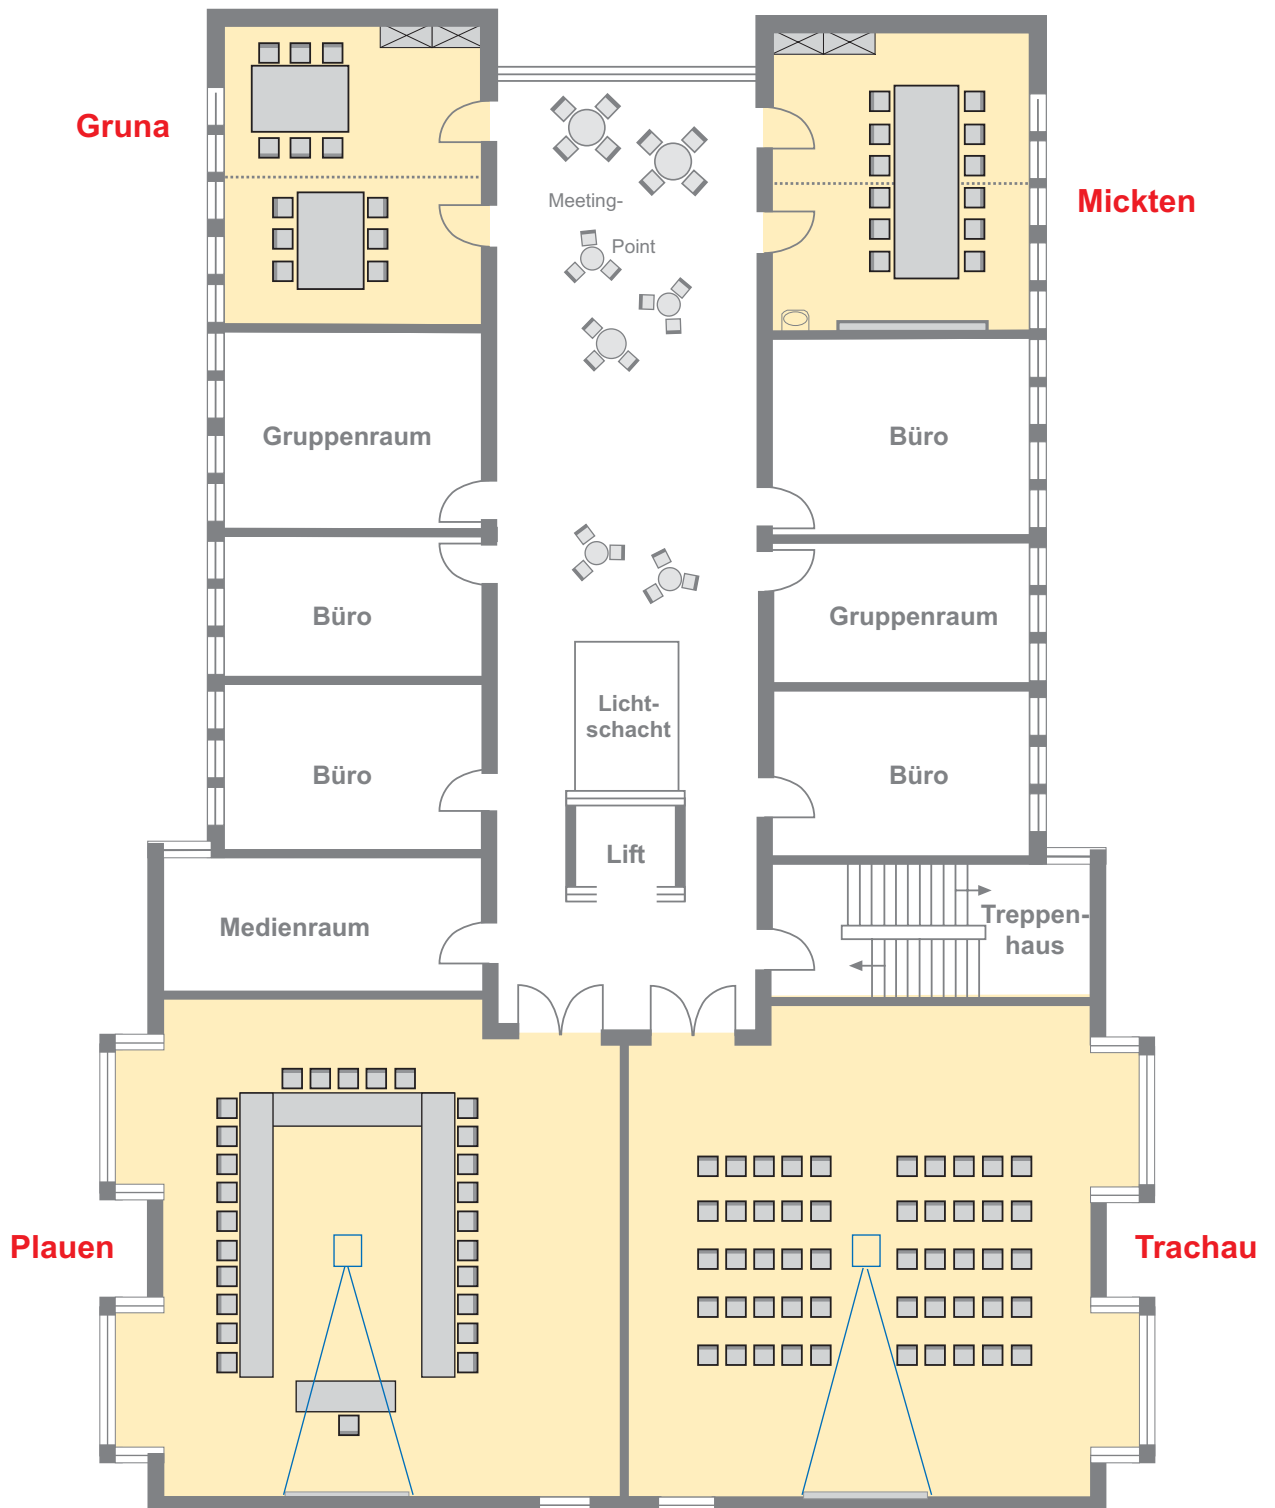 Gruna
Mickten
Meeting-
Point
Gruppenraum
Büro
Büro
Gruppenraum
Licht-
schacht
Büro
Büro
Lift
Medienraum
Treppen-
haus
Plauen
Trachau